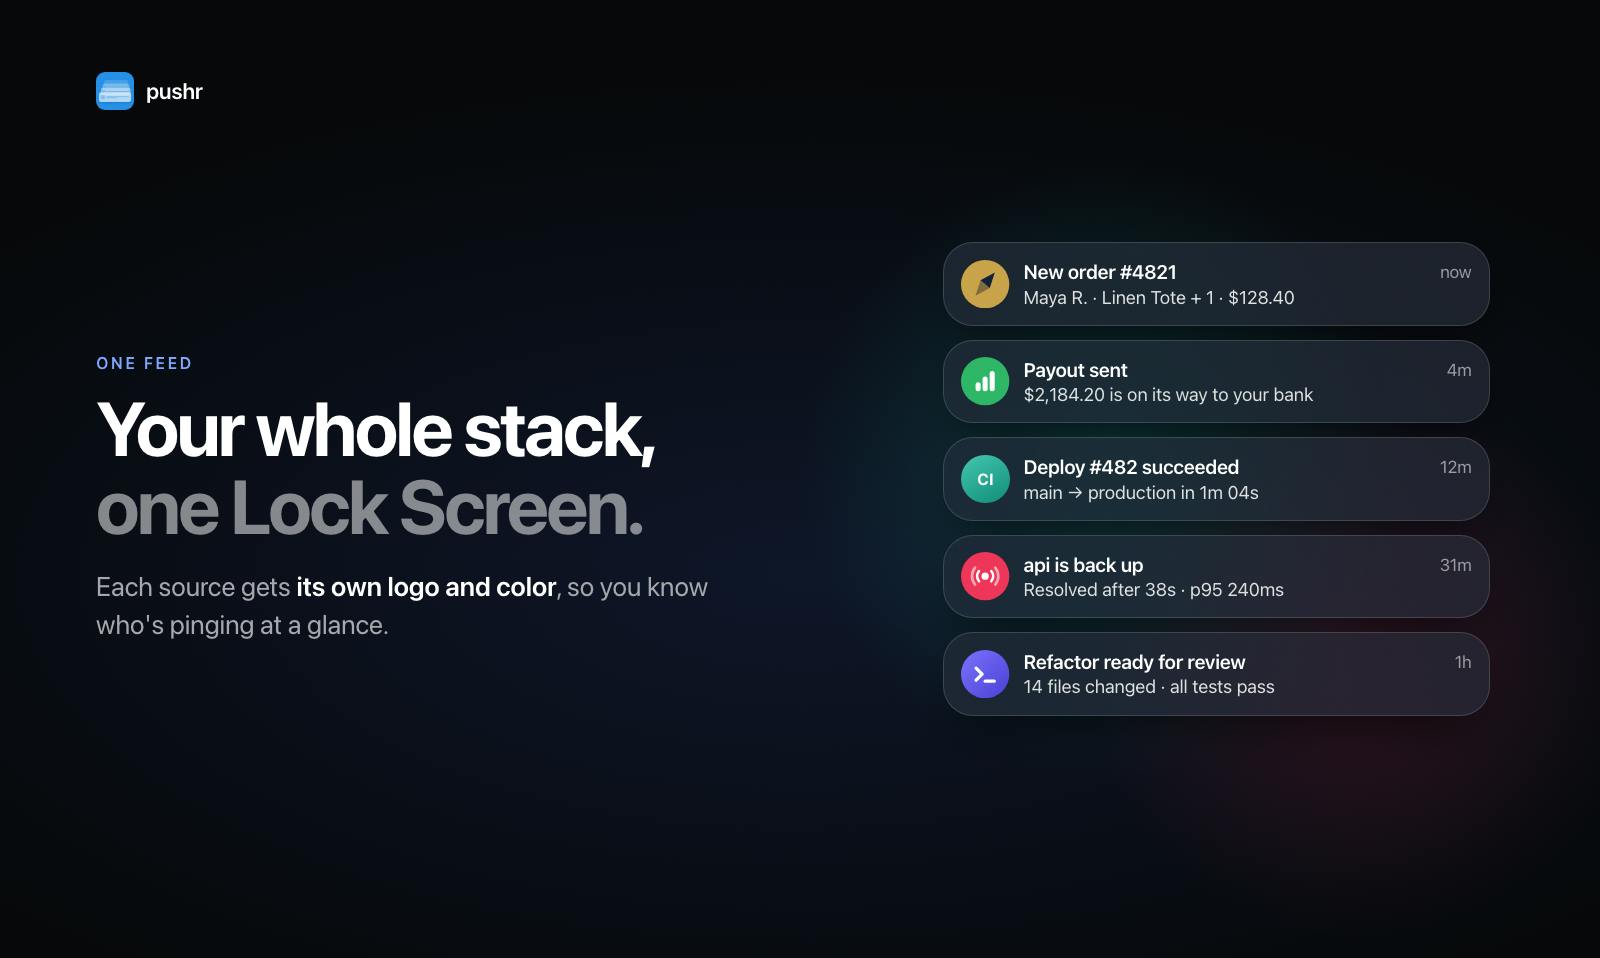 pushr
ONE FEED
Your whole stack,
one Lock Screen.
Each source gets its own logo and color, so you know
who's pinging at a glance.
New order #4821
now
Maya R. · Linen Tote + 1 · $128.40
Payout sent
4m
$2,184.20 is on its way to your bank
CI
Deploy #482 succeeded
12m
main → production in 1m 04s
api is back up
31m
Resolved after 38s · p95 240ms
Refactor ready for review
1h
14 files changed · all tests pass